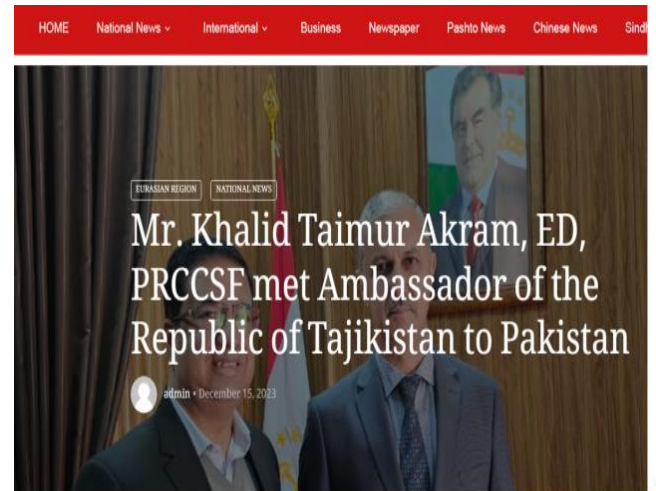 HOME National News International Business Newspaper Pashto News Chinese News
EURASIAN REGION NATIONAL NEWS
Mr. Khalid Taimur Akram, ED,
PRCCSF met Ambassador of the
Republic of Tajikistan to Pakistan
admin • December 15, 2023